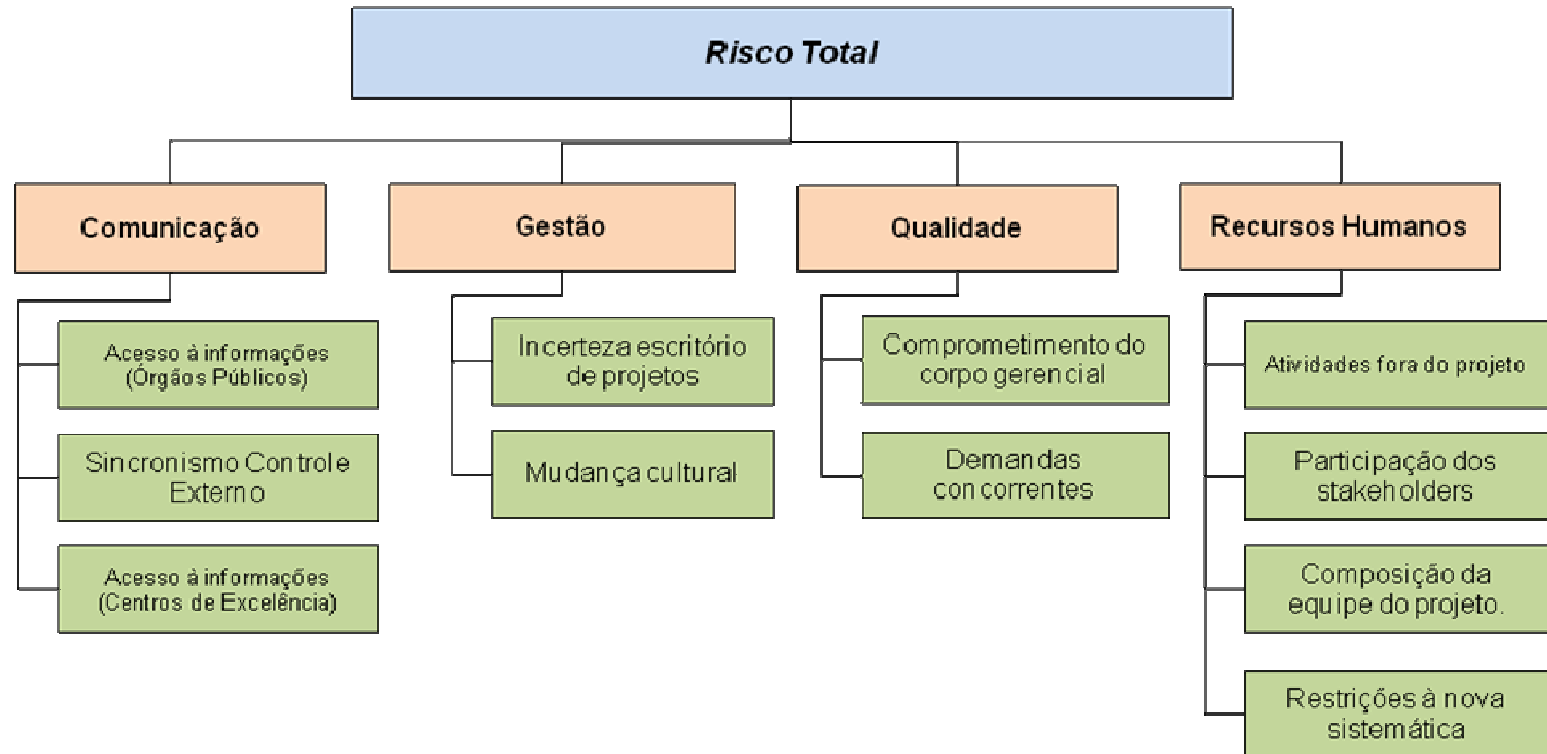 Risco Total
Comunicação
Acesso à informações
(Órgãos Públicos)
Sincronismo Controle
Externo
Acesso à informações
(Centros de Excelência)
Gestão
Incerteza escritório
de projetos
Mudança cultural
Qualidade
Comprometimento do
corpo gerencial
Demandas
concorrentes
Recursos Humanos
Atividades fora do projeto
Participação dos
stakeholders
Composição da
equipe do projeto.
Restrições à nova
sistemática